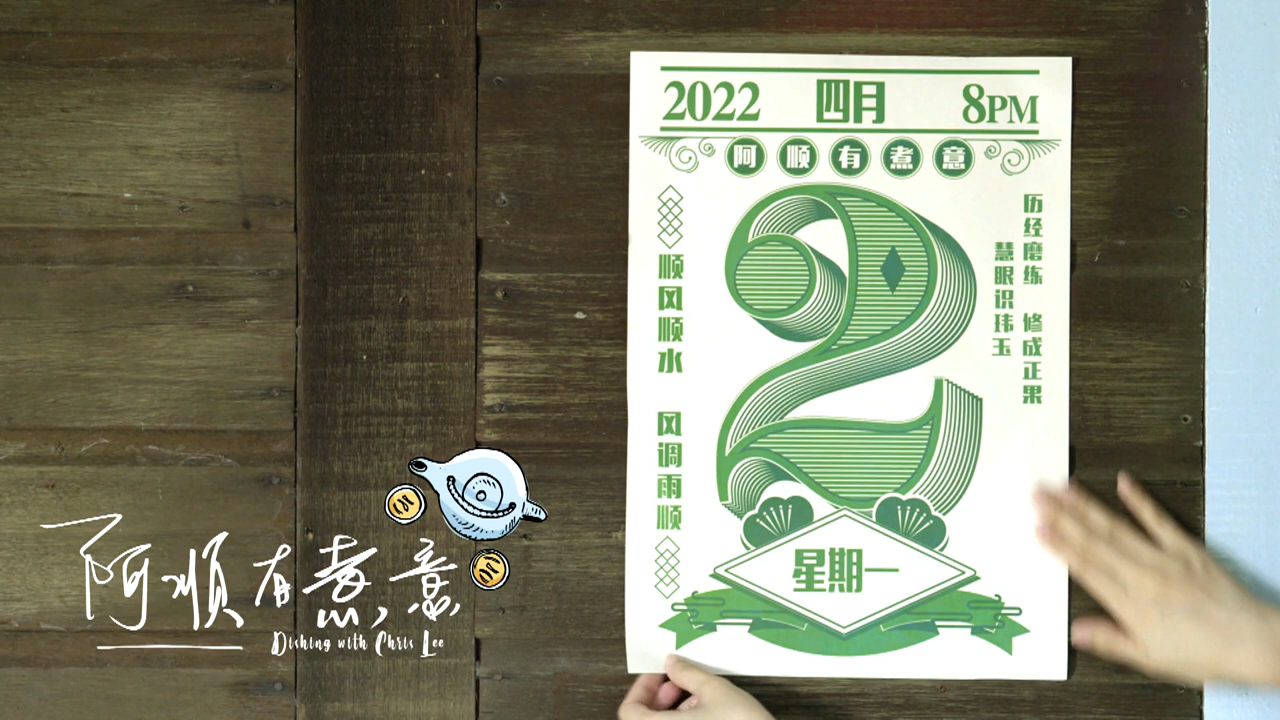 2022 四月 8PM
阿顺有煮意
历经磨练 修成正果
慧眼识玮玉
顺风顺水 风调雨顺
2
星期一
阿顺有煮意
Dishing with Chris Lee